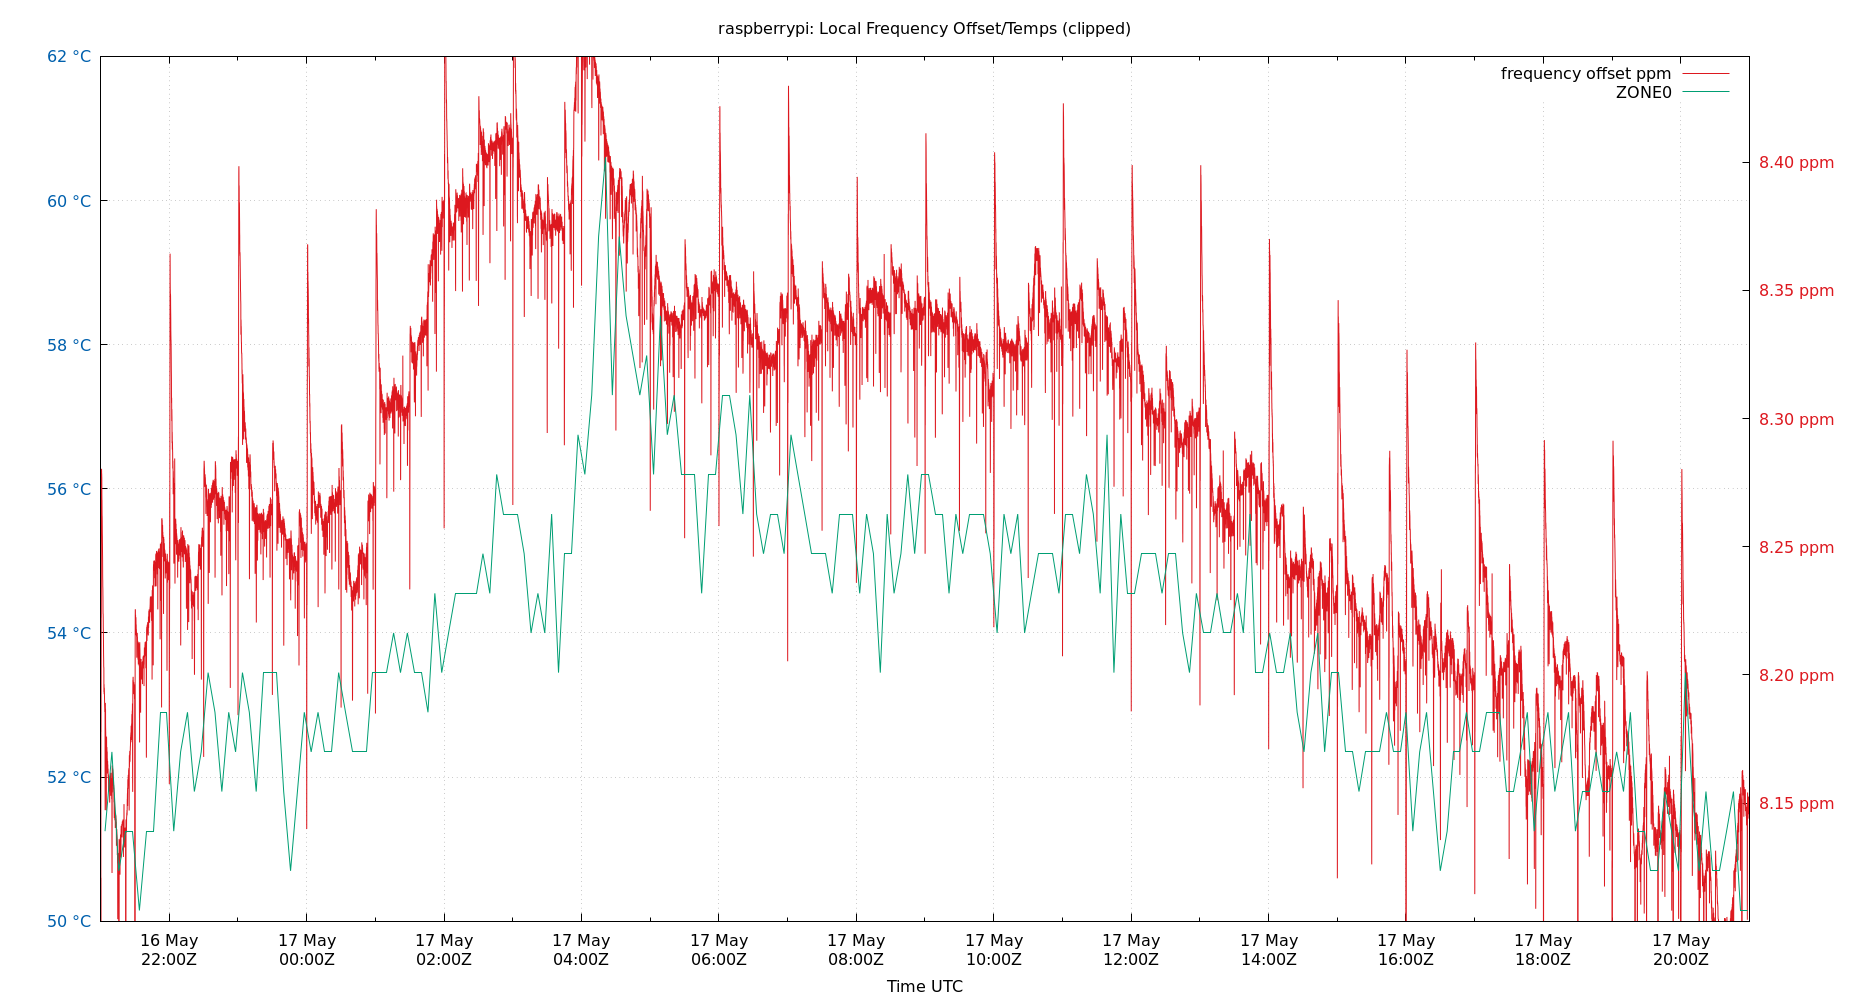 raspberrypi: Local Frequency Offset/Temps (clipped)
frequency offset ppm
ZONE0
62 °C
60 °C
58 °C
56 °C
54 °C
52 °C
50 °C
8.40 ppm
8.35 ppm
8.30 ppm
8.25 ppm
8.20 ppm
8.15 ppm
16 May 17 May 17 May 17 May 17 May 17 May 17 May 17 May 17 May 17 May 17 May 17 May
22:00Z 00:00Z 02:00Z 04:00Z 06:00Z 08:00Z 10:00Z 12:00Z 14:00Z 16:00Z 18:00Z 20:00Z
Time UTC